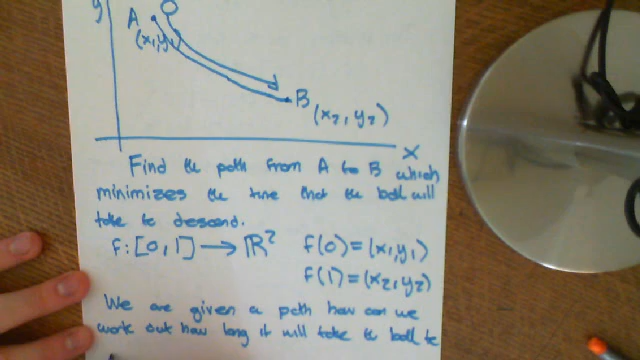 y
A
(x₁,y₁)
B
(x₂, y₂)
x
Find the path from A to B which
minimizes the time that the ball will
take to descend.
f: [0,1] → ℝ² f(0) = (x₁,y₁)
f(1) = (x₂,y₂)
We are given a path how can we
work out how long it will take the ball to